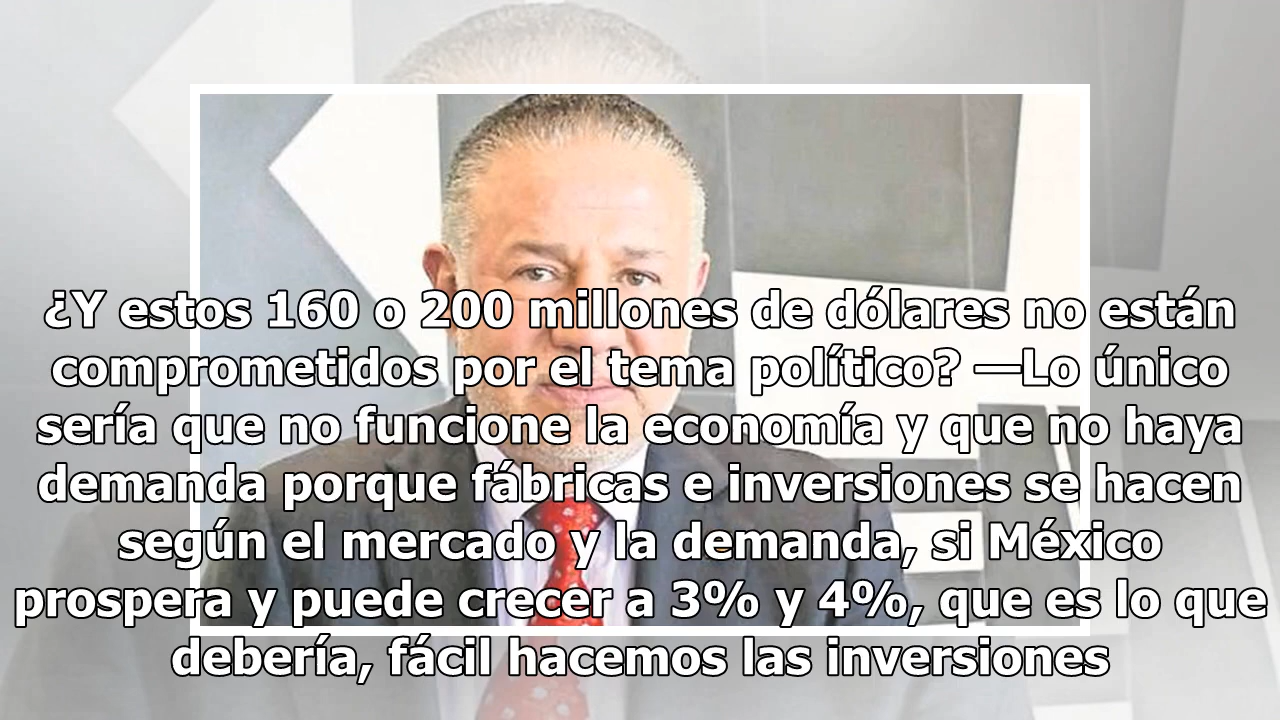 ¿Y estos 160 o 200 millones de dólares no están
comprometidos por el tema político? —Lo único
sería que no funcione la economía y que no haya
demanda porque fábricas e inversiones se hacen
según el mercado y la demanda, si México
prospera y puede crecer a 3% y 4%, que es lo que
debería, fácil hacemos las inversiones